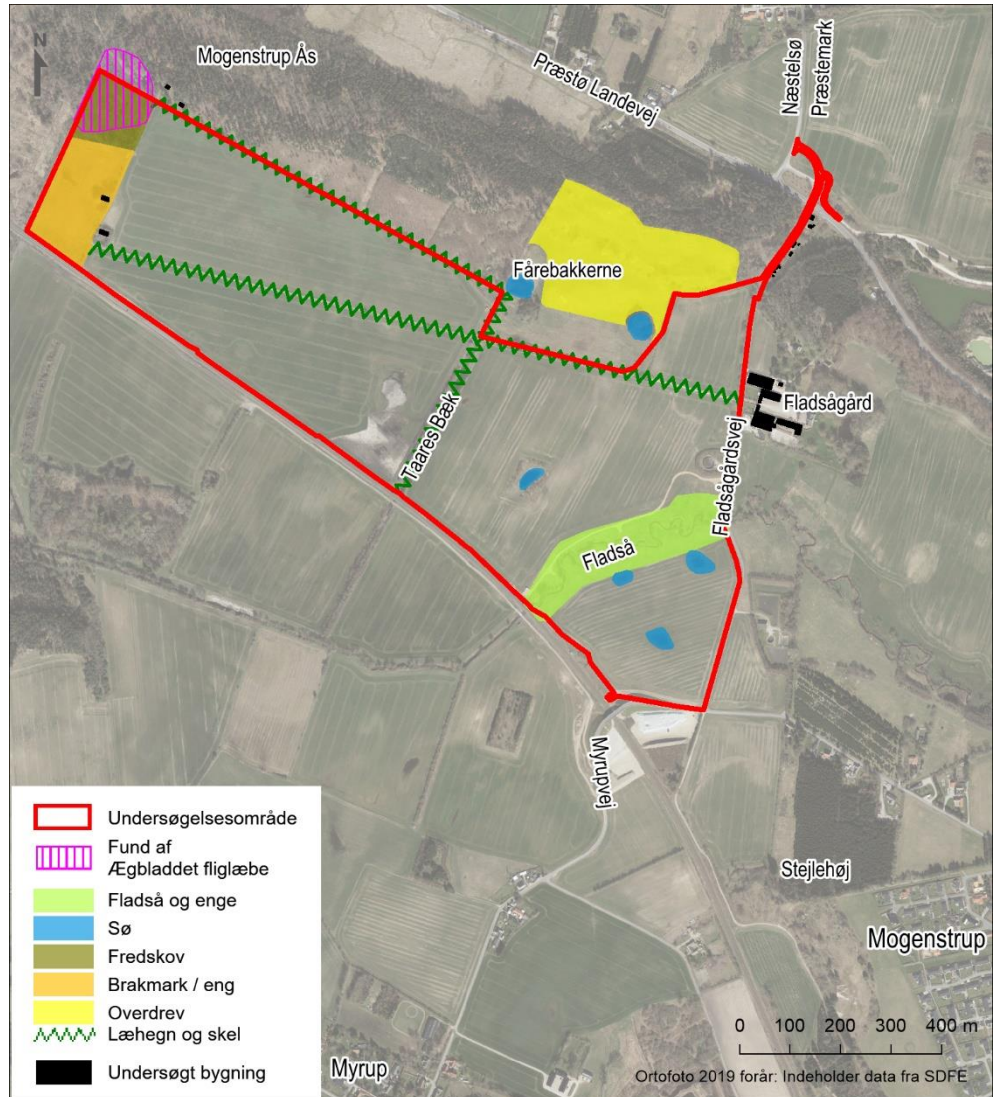 N
Mogenstrup Ås
Præstø Landevej
Næstelsø
Præstemark
Fårebakkerne
Fladsågård
Taares Bæk
Fladsågårdsvej
Fladså
Myrupvej
Stejlehøj
Mogenstrup
Myrup
Undersøgelsesområde
Fund af
Ægbladet fliglæbe
Fladså og enge
Sø
Fredskov
Brakmark / eng
Overdrev
Læhegn og skel
Undersøgt bygning
0 100 200 300 400 m
Ortofoto 2019 forår: Indeholder data fra SDFE